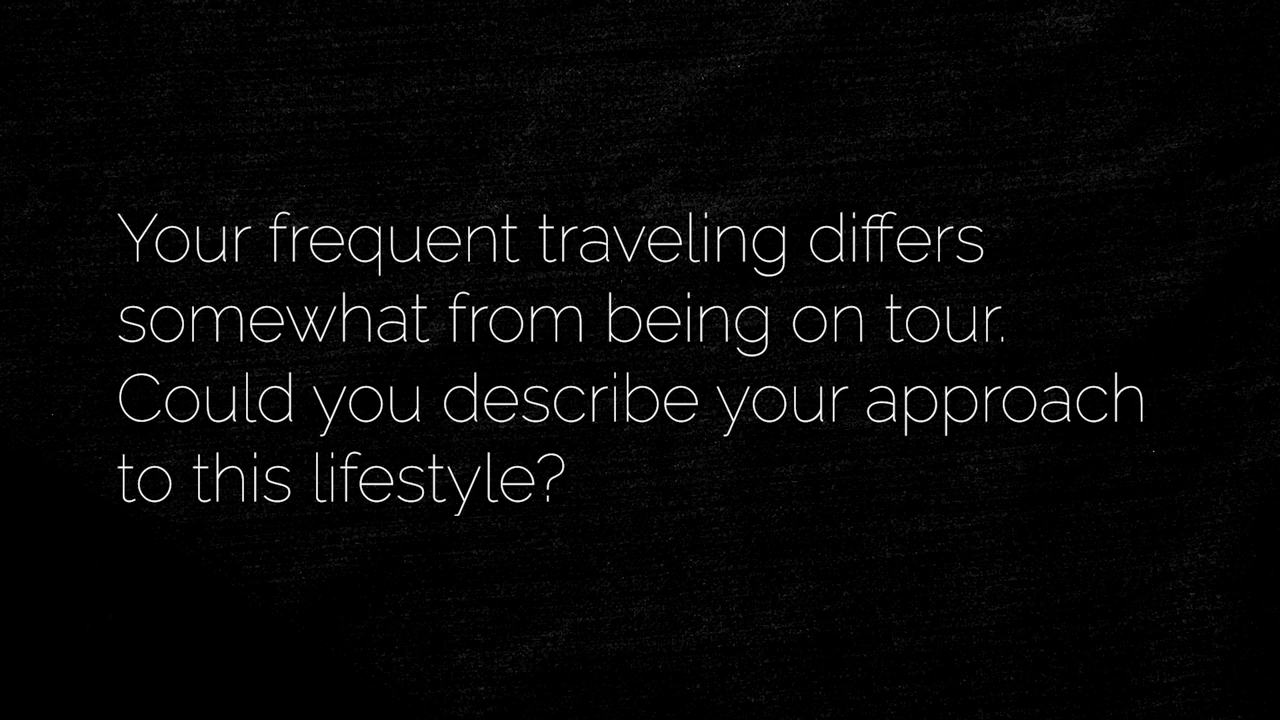 Your frequent traveling differs
somewhat from being on tour.
Could you describe your approach
to this lifestyle?